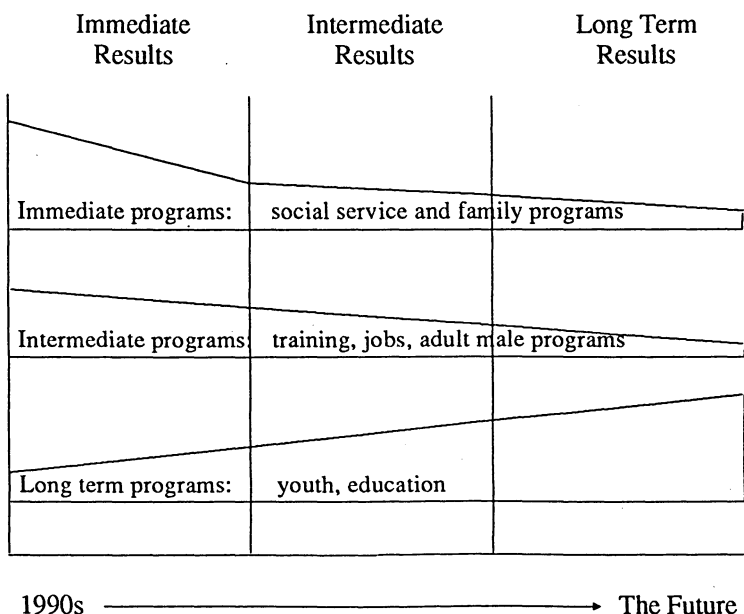 Immediate Results
Intermediate Results
Long Term Results
Immediate programs: social service and family programs
Intermediate programs: training, jobs, adult male programs
Long term programs: youth, education
1990s The Future